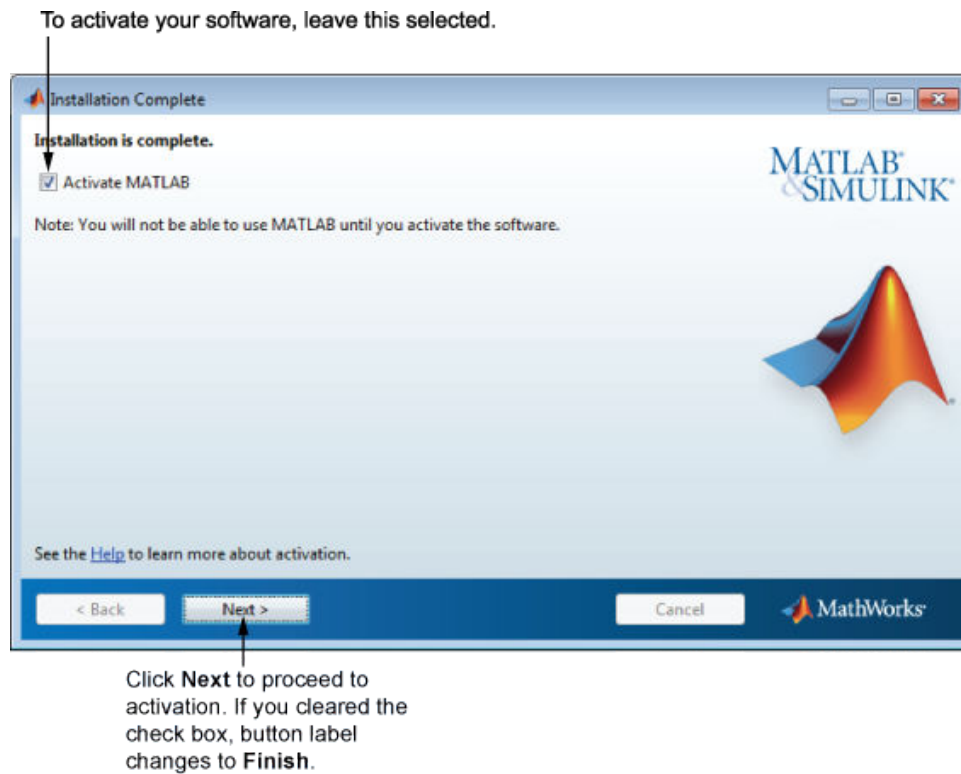 To activate your software, leave this selected.
Installation Complete
Installation is complete.
Activate MATLAB
Note: You will not be able to use MATLAB until you activate the software.
MATLAB®
&SIMULINK®
See the Help to learn more about activation.
< Back
Next >
Cancel
MathWorks®
Click Next to proceed to
activation. If you cleared the
check box, button label
changes to Finish.